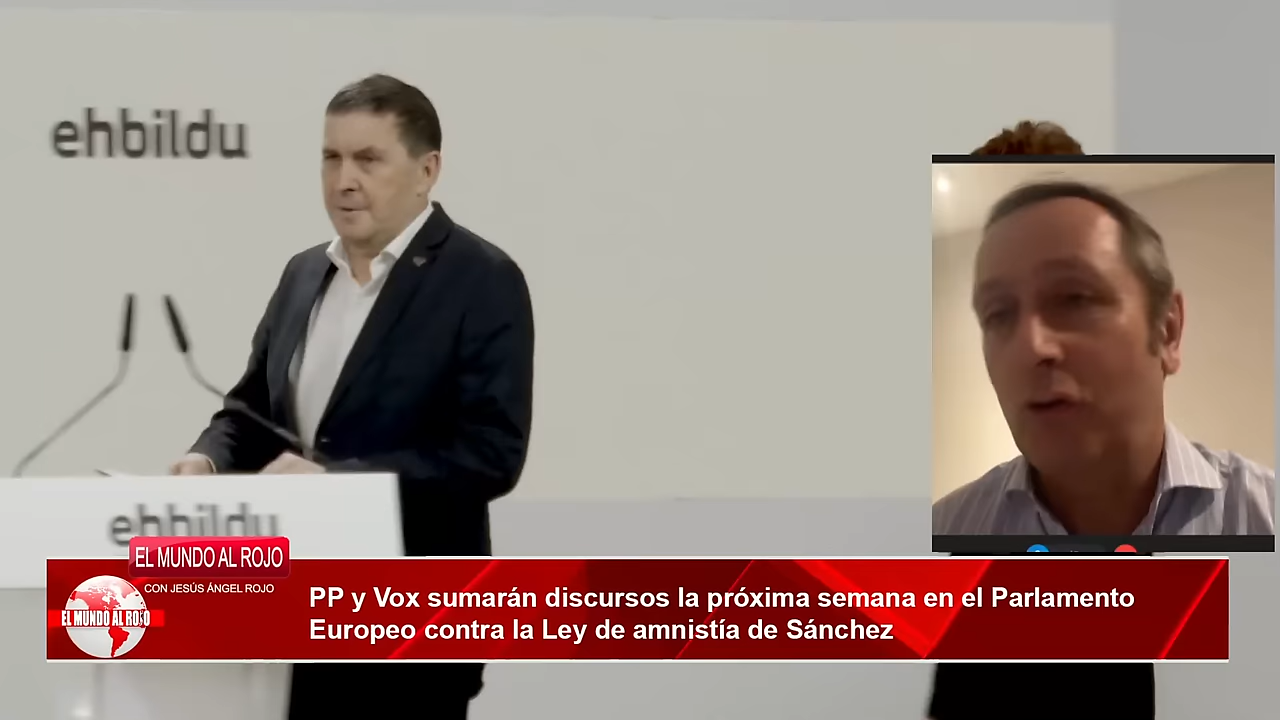 ehbildu
ehbildu
EL MUNDO AL ROJO
CON JESÚS ÁNGEL ROJO
EL MUNDO AL ROJO
PP y Vox sumarán discursos la próxima semana en el Parlamento
Europeo contra la Ley de amnistía de Sánchez